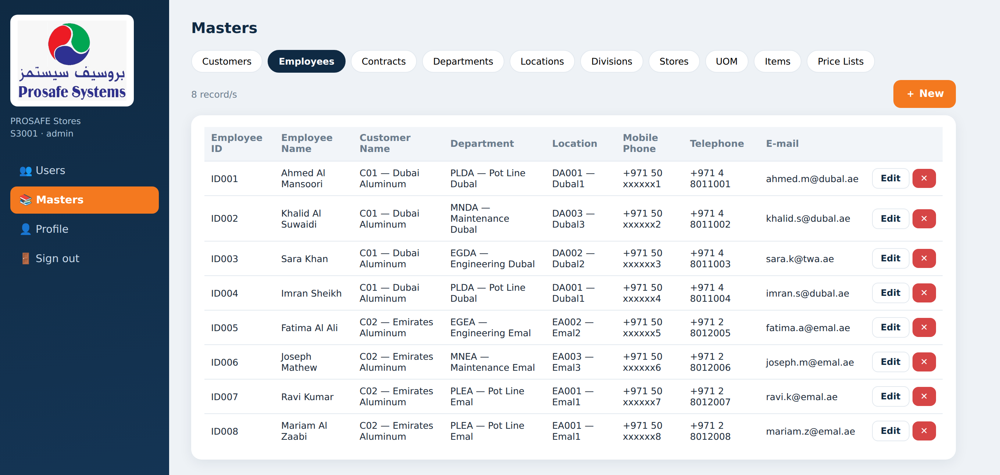 بروسيف سيستمز
Prosafe Systems
PROSAFE Stores
S3001 · admin
Users
Masters
Profile
Sign out
Masters
Customers Employees Contracts Departments Locations Divisions Stores UOM Items Price Lists
8 record/s
+ New
Employee ID Employee Name Customer Name Department Location Mobile Phone Telephone E-mail
ID001 Ahmed Al Mansoori C01 — Dubai Aluminum PLDA — Pot Line Dubal DA001 — Dubal1 +971 50 xxxxxx1 +971 4 8011001 ahmed.m@dubal.ae Edit ✕
ID002 Khalid Al Suwaidi C01 — Dubai Aluminum MNDA — Maintenance Dubal DA003 — Dubal3 +971 50 xxxxxx2 +971 4 8011002 khalid.s@dubal.ae Edit ✕
ID003 Sara Khan C01 — Dubai Aluminum EGDA — Engineering Dubal DA002 — Dubal2 +971 50 xxxxxx3 +971 4 8011003 sara.k@twa.ae Edit ✕
ID004 Imran Sheikh C01 — Dubai Aluminum PLDA — Pot Line Dubal DA001 — Dubal1 +971 50 xxxxxx4 +971 4 8011004 imran.s@dubal.ae Edit ✕
ID005 Fatima Al Ali C02 — Emirates Aluminum EGEA — Engineering Emal EA002 — Emal2 +971 50 xxxxxx5 +971 2 8012005 fatima.a@emal.ae Edit ✕
ID006 Joseph Mathew C02 — Emirates Aluminum MNEA — Maintenance Emal EA003 — Emal3 +971 50 xxxxxx6 +971 2 8012006 joseph.m@emal.ae Edit ✕
ID007 Ravi Kumar C02 — Emirates Aluminum PLEA — Pot Line Emal EA001 — Emal1 +971 50 xxxxxx7 +971 2 8012007 ravi.k@emal.ae Edit ✕
ID008 Mariam Al Zaabi C02 — Emirates Aluminum PLEA — Pot Line Emal EA001 — Emal1 +971 50 xxxxxx8 +971 2 8012008 mariam.z@emal.ae Edit ✕